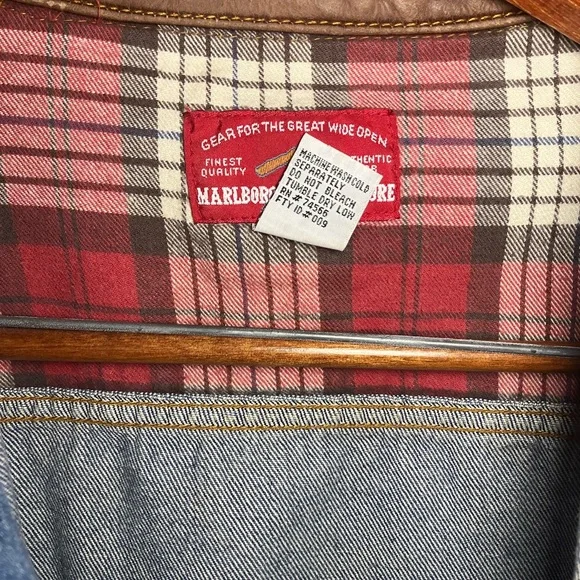 GEAR FOR THE GREAT WIDE OPEN
FINEST
QUALITY
MACHINE WASH COLD
SEPARATELY
DO NOT BLEACH
TUMBLE DRY LOW
RN # 74566
FTY ID # 009